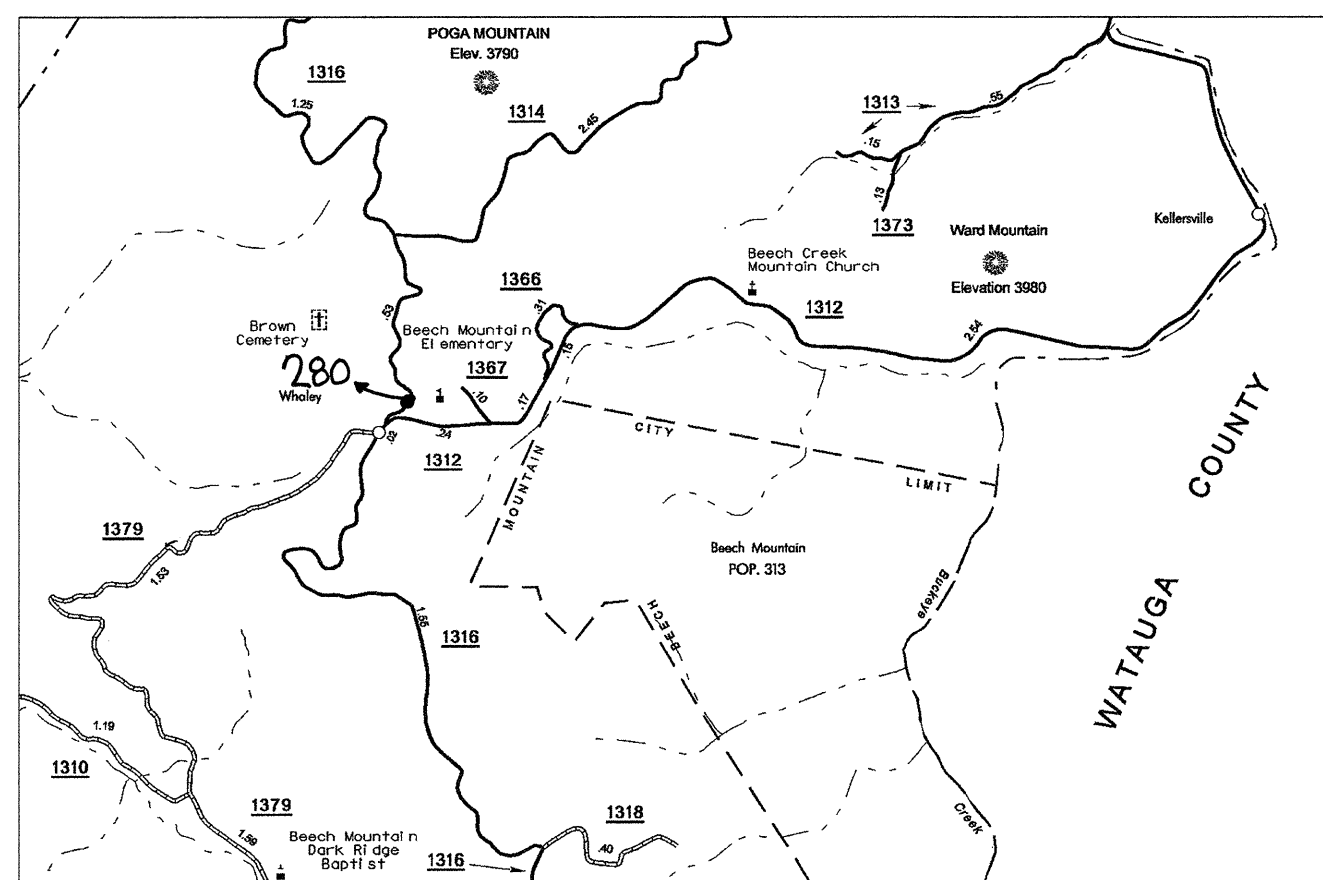 POGA MOUNTAIN
Elev. 3790
1316
1.25
1314
2.45
1313
.55
.15
.13
1373
Kellersville
Ward Mountain
Elevation 3980
Beech Creek
Mountain Church
1312
2.54
1366
.31
.15
.53
Brown
Cemetery
Beech Mountain
Elementary
1367
.10
.17
280
Whaley
1
.02
.24
1312
CITY
LIMIT
MOUNTAIN
COUNTY
1379
1.53
Beech Mountain
POP. 313
Buckeye
BEECH
WATAUGA
1.55
1316
1.19
1310
1379
1.59
Beech Mountain
Dark Ridge
Baptist
1316
1318
.40
Creek